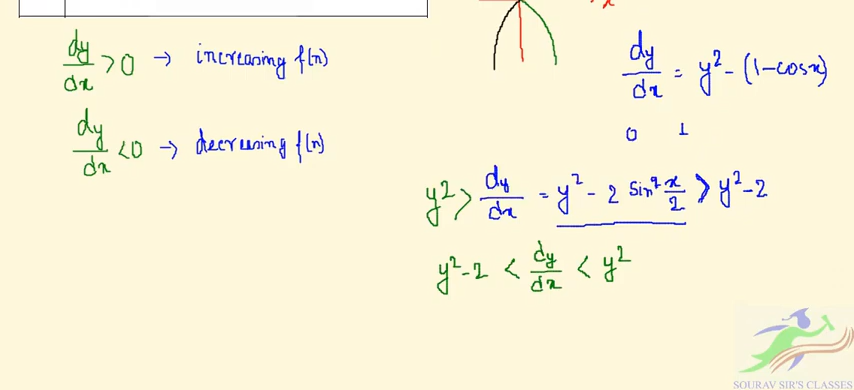 x
dy/dx > 0 → increasing f(n)
dy/dx = y² - (1-cosx)
0 1
dy/dx < 0 → decreasing f(n)
y² > dy/dx = y² - 2 sin² x/2 > y² - 2
y² - 2 < dy/dx < y²
SOURAV SIR'S CLASSES